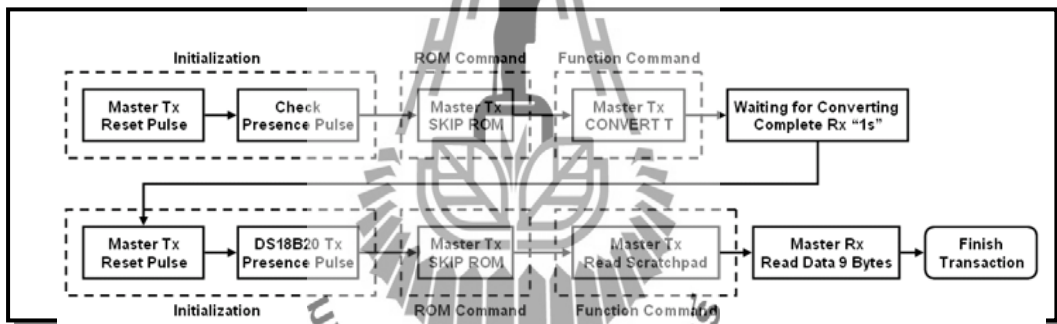 Initialization
ROM Command
Function Command
Master Tx
Reset Pulse
Check
Presence Pulse
Master Tx
SKIP ROM
Master Tx
CONVERT T
Waiting for Converting
Complete Rx “1s”
Master Tx
Reset Pulse
DS18B20 Tx
Presence Pulse
Master Tx
SKIP ROM
Master Tx
Read Scratchpad
Master Rx
Read Data 9 Bytes
Finish
Transaction
Initialization
ROM Command
Function Command